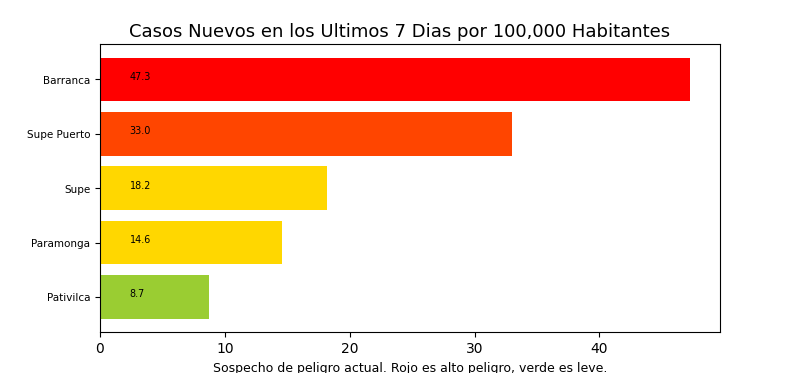 Casos Nuevos en los Ultimos 7 Dias por 100,000 Habitantes
Barranca 47.3
Supe Puerto 33.0
Supe 18.2
Paramonga 14.6
Pativilca 8.7
0 10 20 30 40
Sospecho de peligro actual. Rojo es alto peligro, verde es leve.